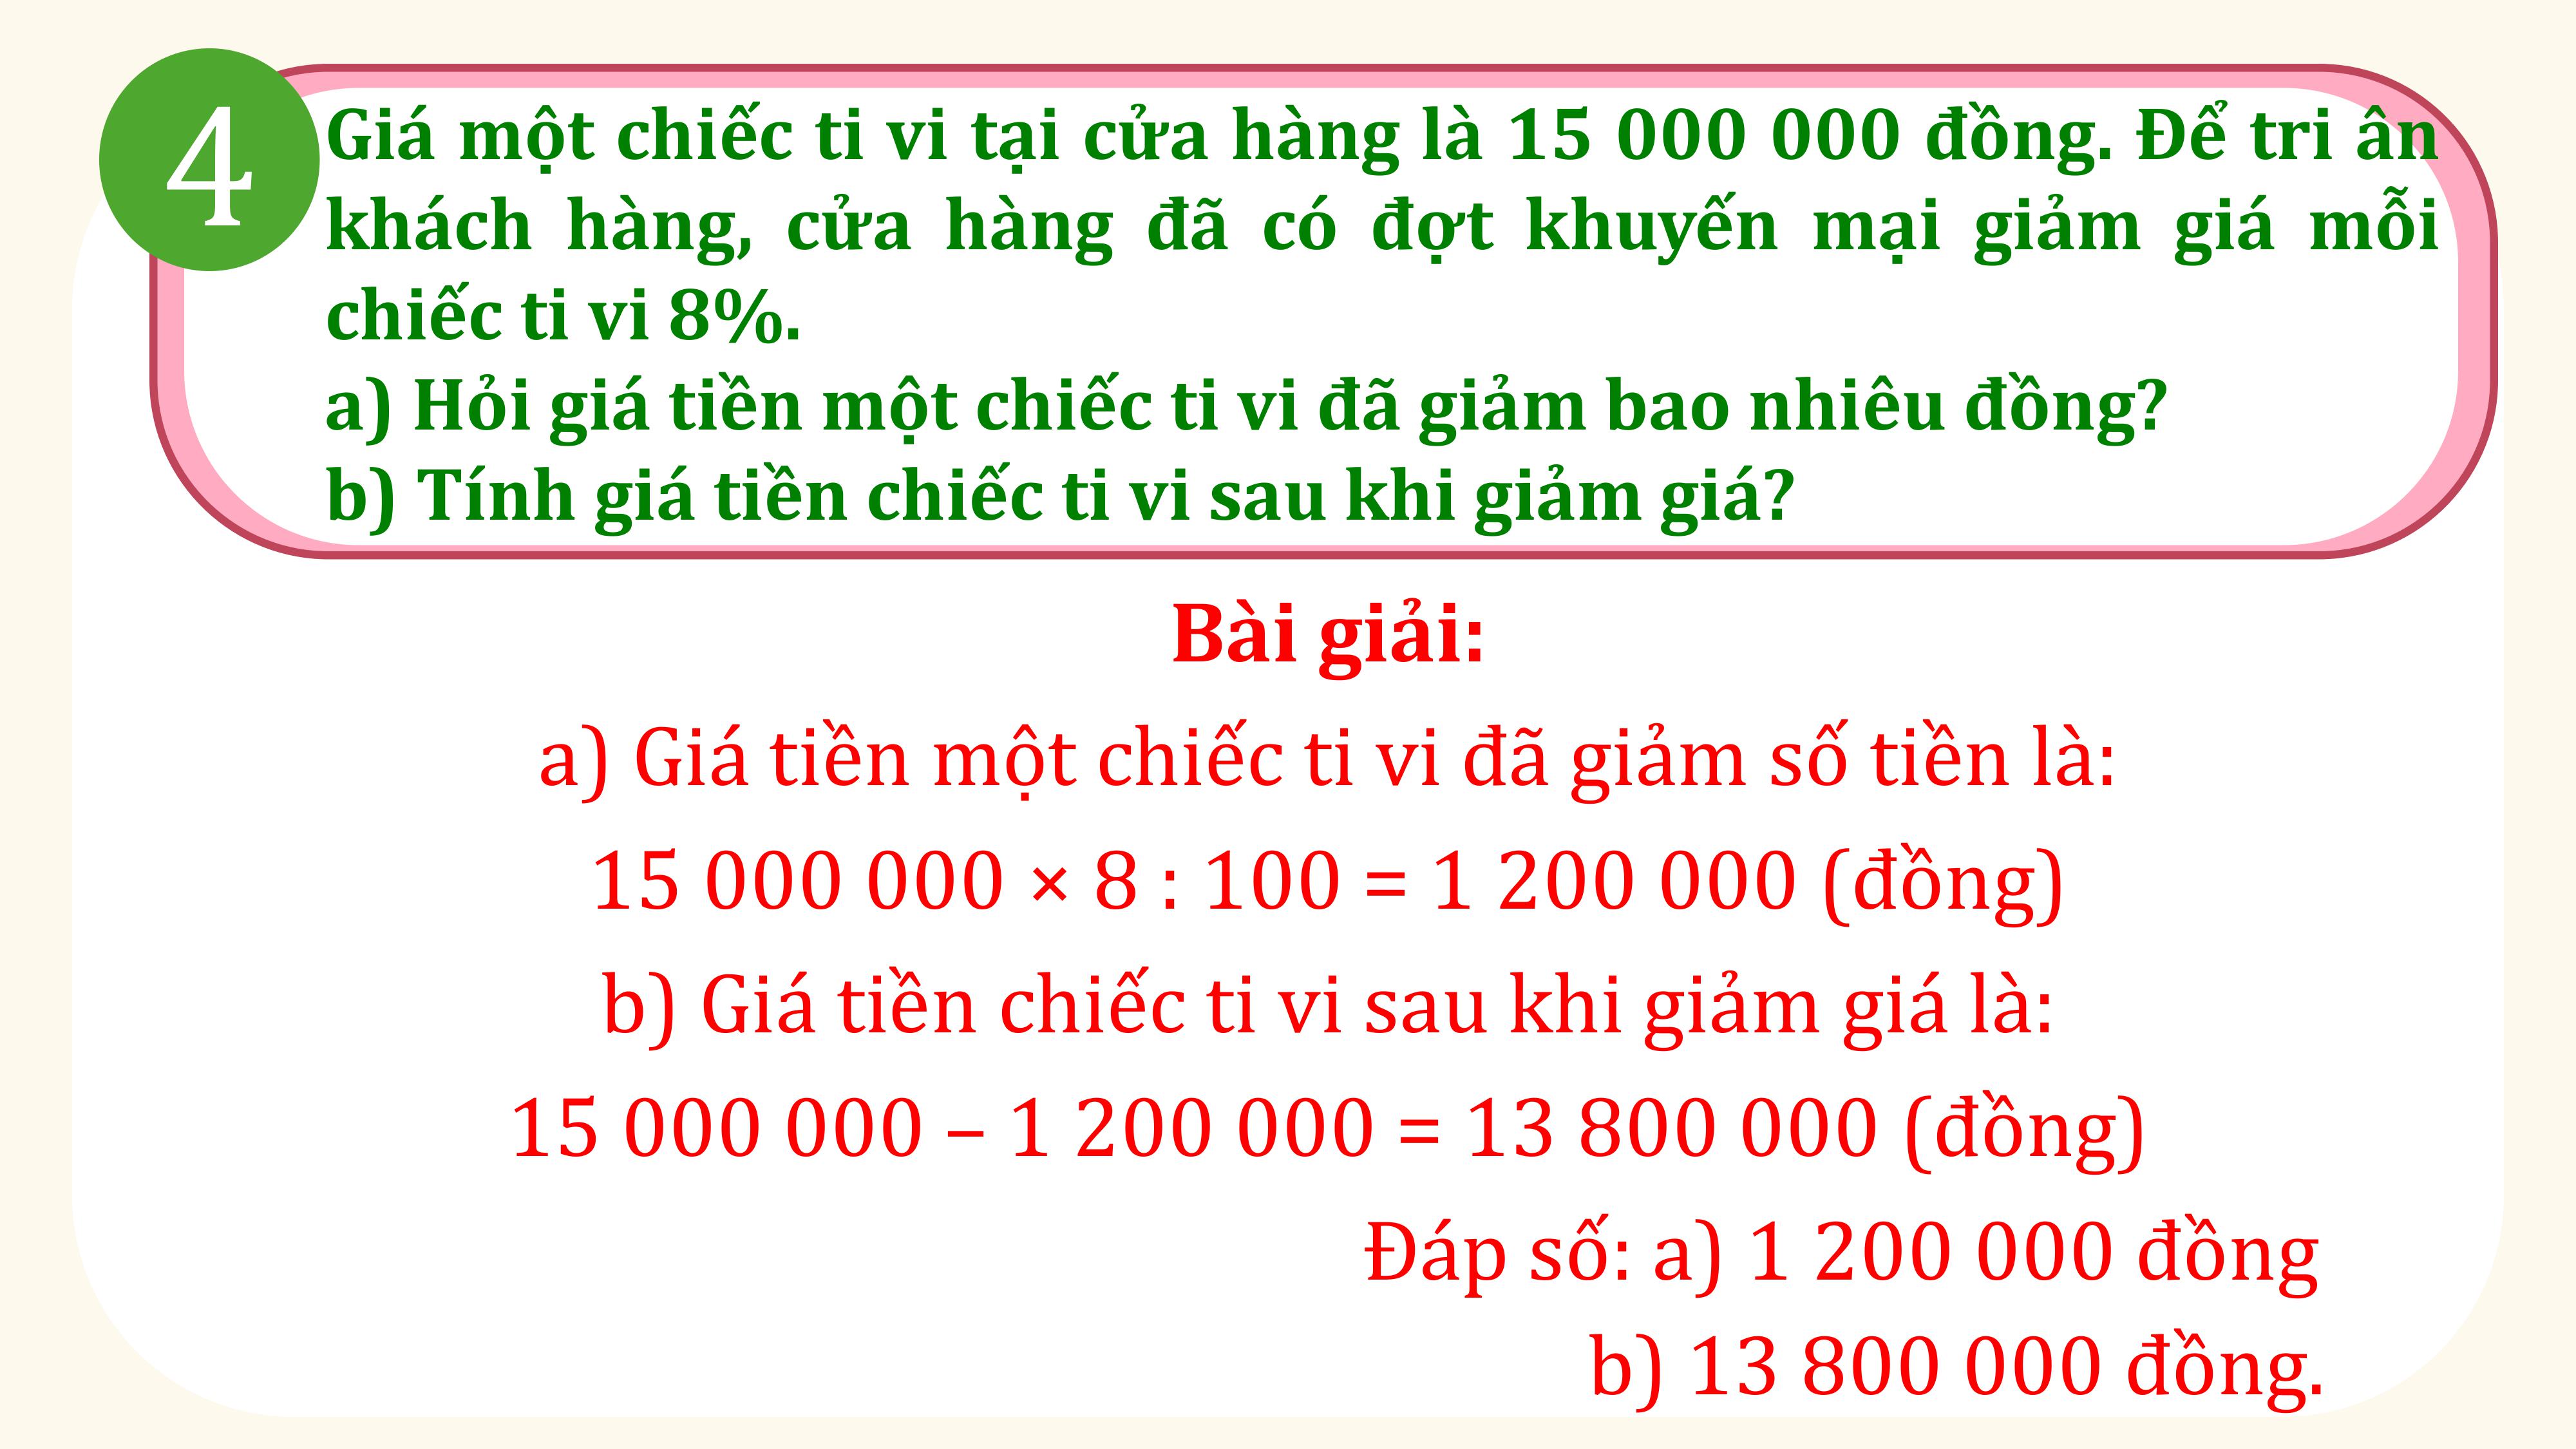 4
Giá một chiếc ti vi tại cửa hàng là 15 000 000 đồng. Để tri ân
khách hàng, cửa hàng đã có đợt khuyến mại giảm giá mỗi
chiếc ti vi 8%.
a) Hỏi giá tiền một chiếc ti vi đã giảm bao nhiêu đồng?
b) Tính giá tiền chiếc ti vi sau khi giảm giá?
Bài giải:
a) Giá tiền một chiếc ti vi đã giảm số tiền là:
15 000 000 × 8 : 100 = 1 200 000 (đồng)
b) Giá tiền chiếc ti vi sau khi giảm giá là:
15 000 000 – 1 200 000 = 13 800 000 (đồng)
Đáp số: a) 1 200 000 đồng
b) 13 800 000 đồng.